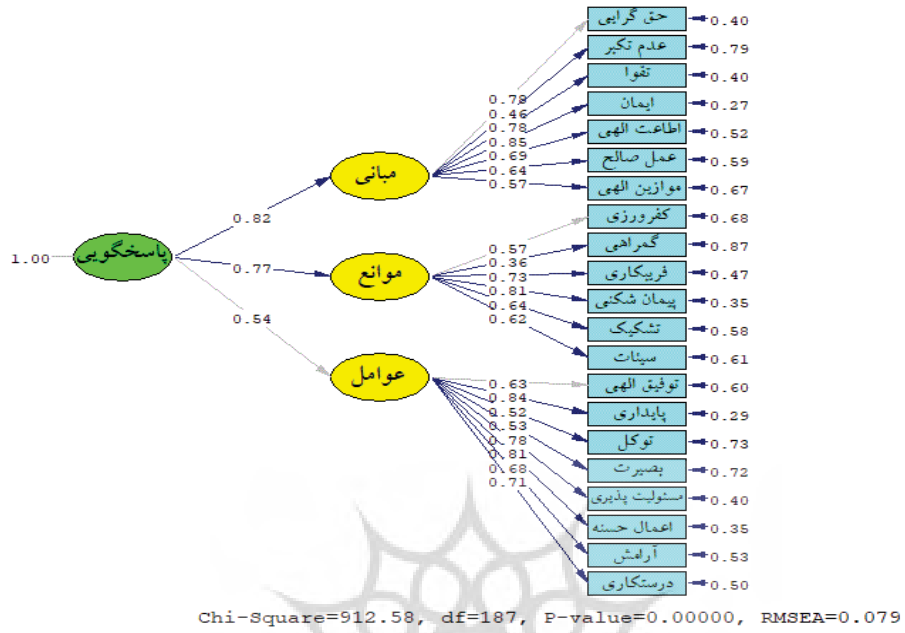 حق گرایی 0.40
عدم تکبر 0.79
تقوا 0.40
ایمان 0.27
اطاعت الهی 0.52
عمل صالح 0.59
موازین الهی 0.67
0.78
0.46
0.78
0.85
0.69
0.64
0.57
مبانی
0.82
کفرورزی 0.68
گمراهی 0.87
فریبکاری 0.47
پیمان شکنی 0.35
تشکیک 0.58
سیئات 0.61
0.57
0.36
0.73
0.81
0.64
0.62
1.00 پاسخگویی
موانع
0.77
0.54
عوامل
توفیق الهی 0.60
پایداری 0.29
توکل 0.73
بصیرت 0.72
مسئولیت پذیری 0.40
اعمال حسنه 0.35
آرامش 0.53
درستکاری 0.50
0.63
0.84
0.52
0.53
0.78
0.81
0.68
0.71
Chi-Square=912.58, df=187, P-value=0.00000, RMSEA=0.079